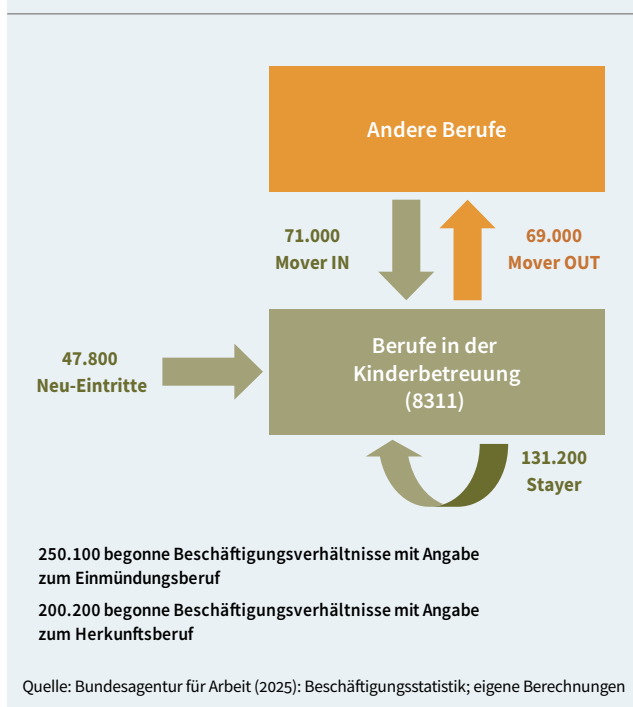 Andere Berufe
71.000
Mover IN
69.000
Mover OUT
47.800
Neu-Eintritte
Berufe in der
Kinderbetreuung
(8311)
131.200
Stayer
250.100 begonne Beschäftigungsverhältnisse mit Angabe
zum Einmündungsberuf
200.200 begonne Beschäftigungsverhältnisse mit Angabe
zum Herkunftsberuf
Quelle: Bundesagentur für Arbeit (2025): Beschäftigungsstatistik; eigene Berechnungen